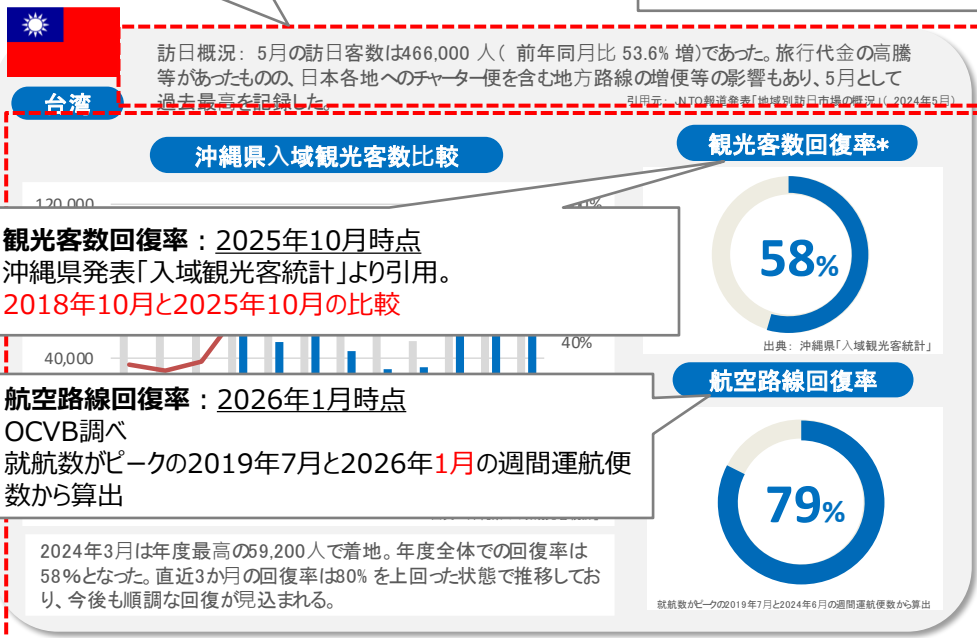 訪日概況： 5月の訪日客数は466,000 人（ 前年同月比 53.6% 増）であった。旅行代金の高騰
等があったものの、日本各地へのチャーター便を含む地方路線の増便等の影響もあり、5月として
過去最高を記録した。
引用元：JNTO報道発表「地域別訪日市場の概況」（ 2024年5月）
台湾
沖縄県入域観光客数比較
観光客数回復率*
120,000
58%
観光客数回復率：2025年10月時点
沖縄県発表「入域観光客統計」より引用。
2018年10月と2025年10月の比較
40,000
40%
出典： 沖縄県「入域観光客統計」
航空路線回復率
航空路線回復率：2026年1月時点
OCVB調べ
就航数がピークの2019年7月と2026年1月の週間運航便
数から算出
79%
2024年3月は年度最高の59,200人で着地。年度全体での回復率は
58%となった。直近3か月の回復率は80% を上回った状態で推移してお
り、今後も順調な回復が見込まれる。
就航数がピークの2019年7月と2024年6月の週間運航便数から算出